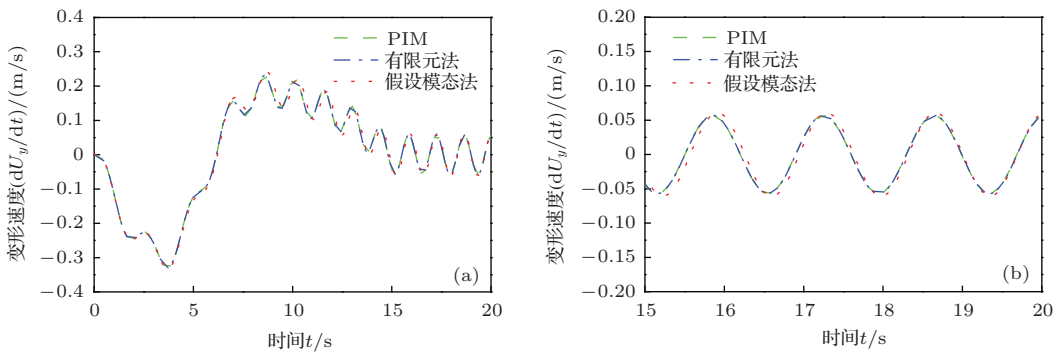 0.4
0.3
0.2
0.1
0
−0.1
−0.2
−0.3
−0.4
变形速度(dU_y/dt)/(m/s)
PIM
有限元法
假设模态法
(a)
0 5 10 15 20
时间t/s
0.20
0.15
0.10
0.05
0
−0.05
−0.10
−0.15
−0.20
变形速度(dU_y/dt)/(m/s)
PIM
有限元法
假设模态法
(b)
15 16 17 18 19 20
时间t/s